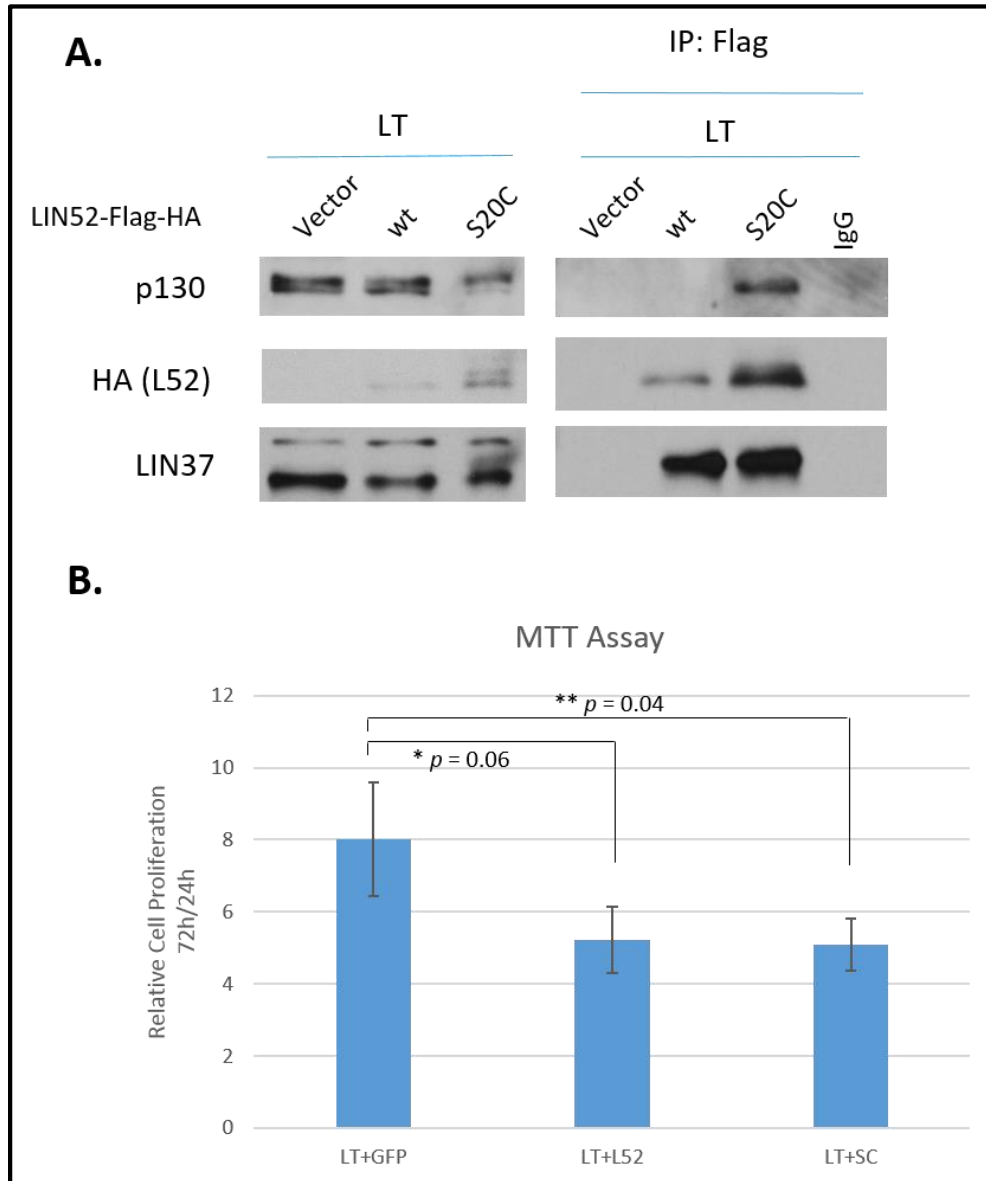 A.
IP: Flag
LT
LT
LIN52-Flag-HA
Vector
wt
S20C
Vector
wt
S20C
IgG
p130
HA (L52)
LIN37
B.
MTT Assay
Relative Cell Proliferation
72h/24h
12
10
8
6
4
2
0
** p = 0.04
* p = 0.06
LT+GFP
LT+L52
LT+SC